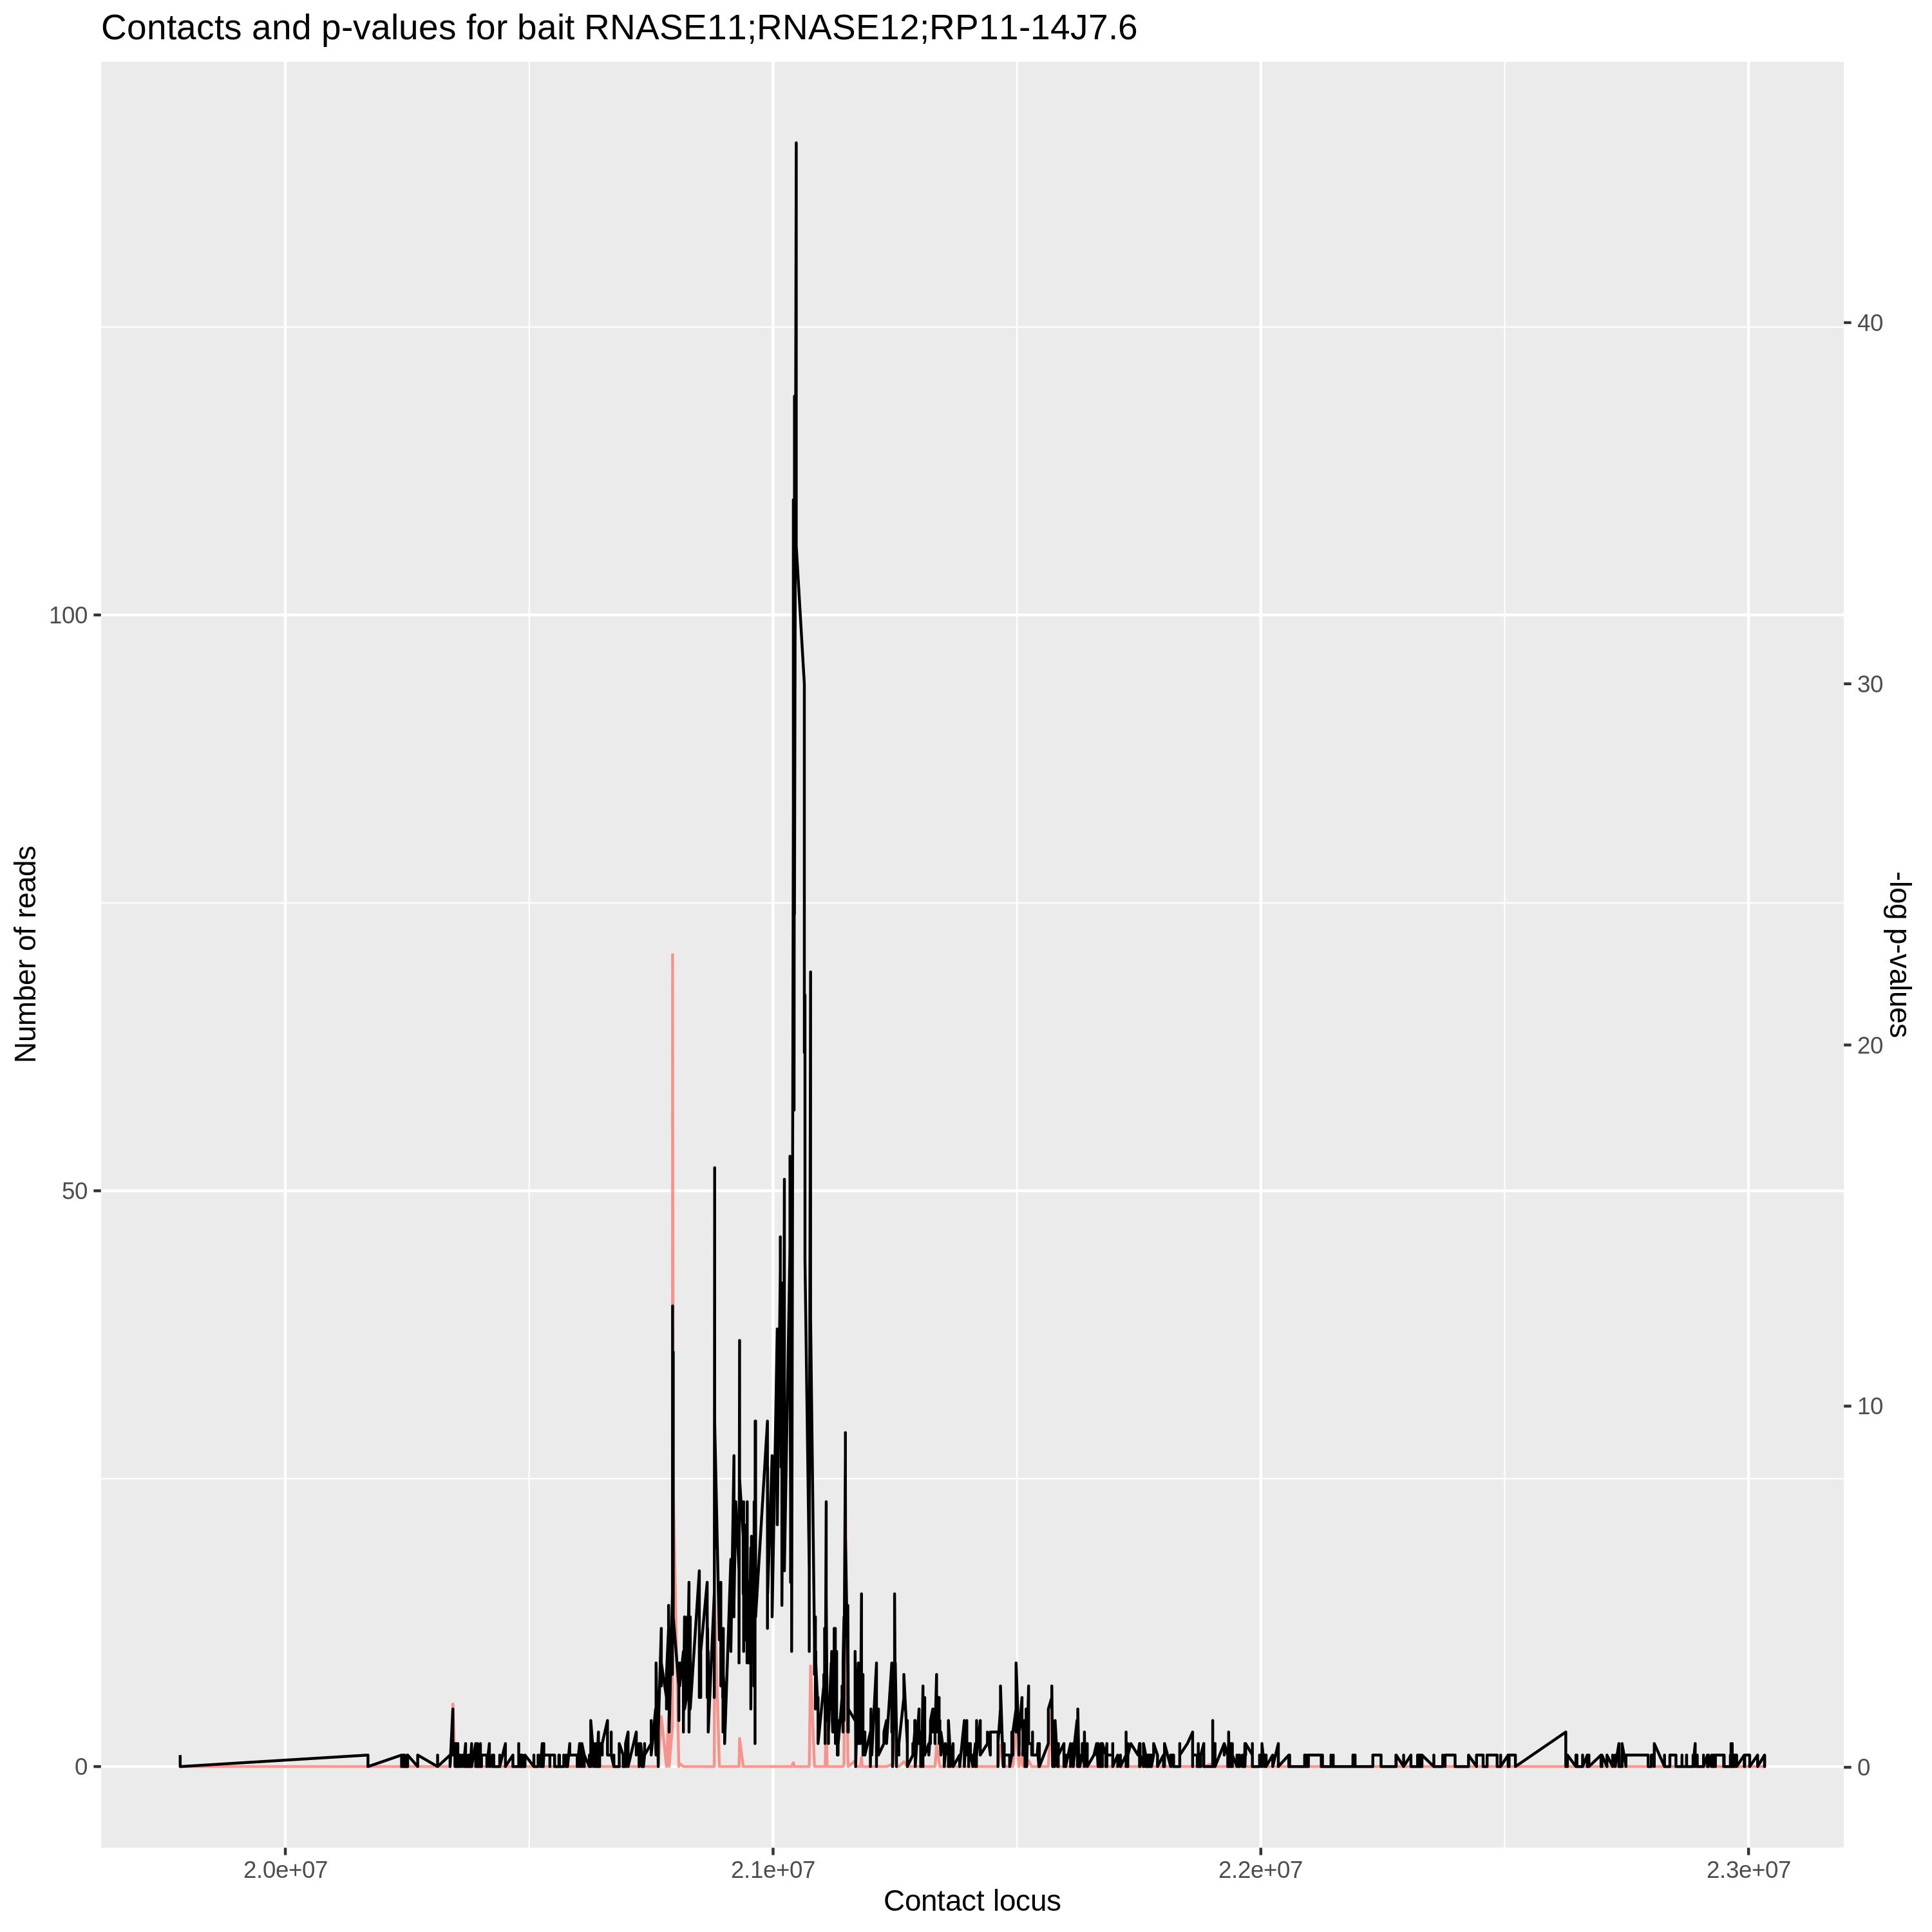 Contacts and p-values for bait RNASE11;RNASE12;RP11-14J7.6
Number of reads
100
50
0
40
30
20
10
0
-log p-values
2.0e+07
2.1e+07
2.2e+07
2.3e+07
Contact locus